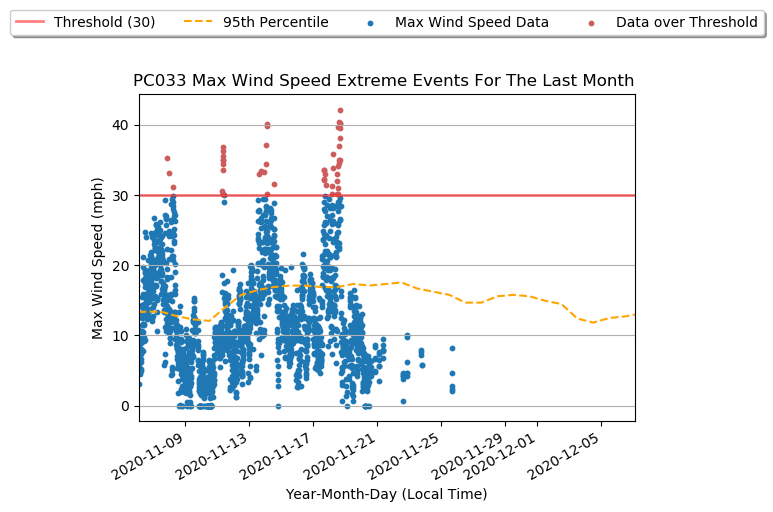 Threshold (30) 95th Percentile Max Wind Speed Data Data over Threshold
PC033 Max Wind Speed Extreme Events For The Last Month
Max Wind Speed (mph)
40
30
20
10
0
2020-11-09 2020-11-13 2020-11-17 2020-11-21 2020-11-25 2020-11-29 2020-12-01 2020-12-05
Year-Month-Day (Local Time)